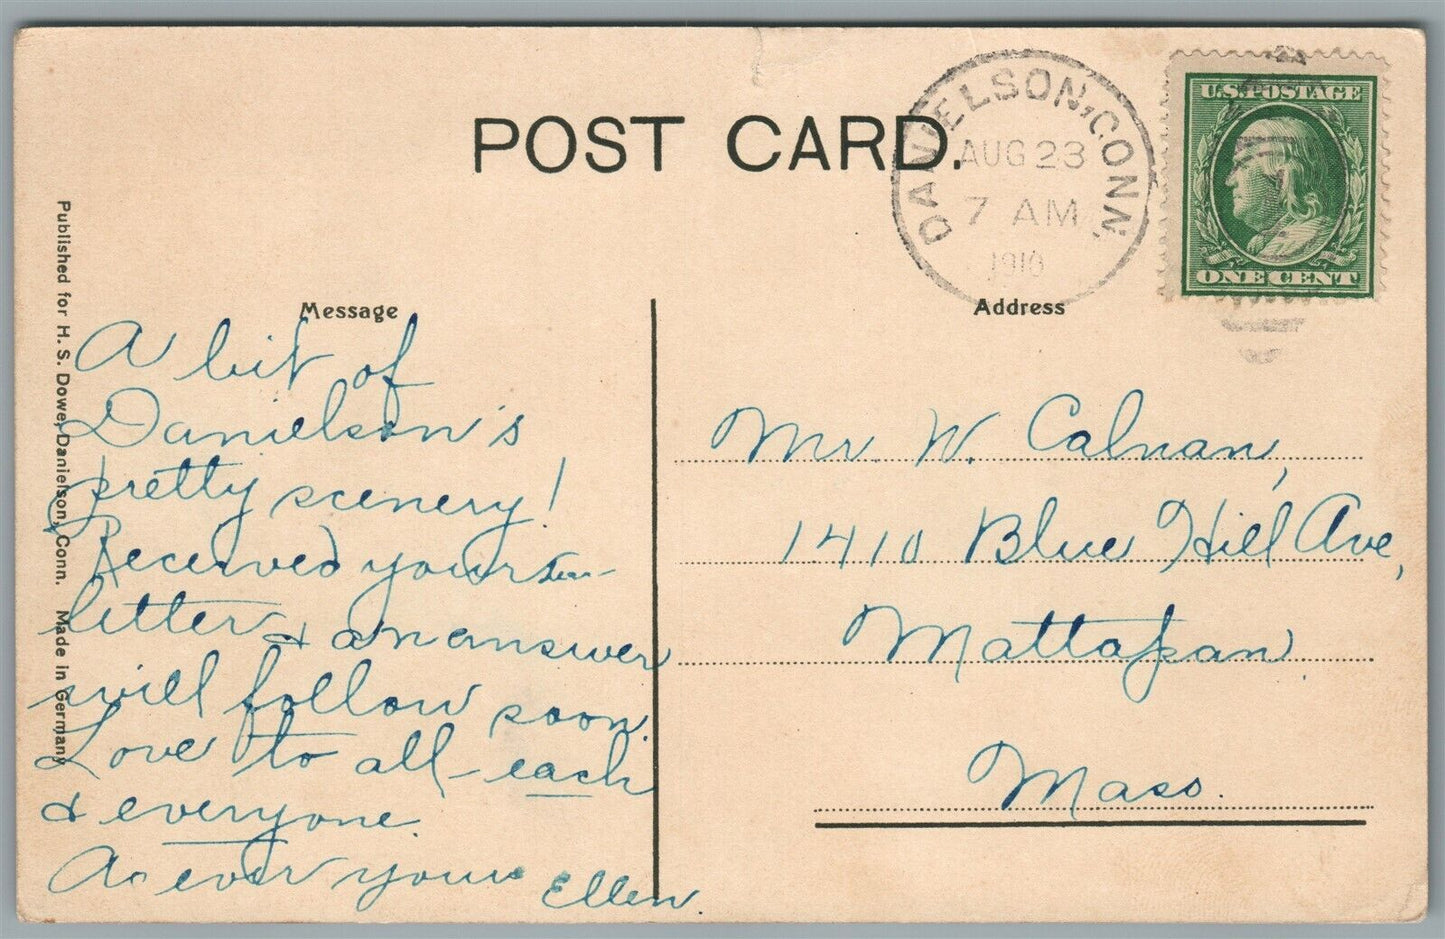 POST CARD.
DANIELSON, CONN.
AUG 23
7 AM
1910
U.S. POSTAGE
ONE CENT
Message
Address
A bit of
Danielson's
pretty scenery!
Received your
letter & an answer
will follow soon.
Love to all - each
& everyone.
As ever yours Ellen.
Mr. W. Calnan,
1410 Blue Hill Ave,
Mattapan,
Mass.
Published for H. S. Dowe, Danielson, Conn. Made in Germany